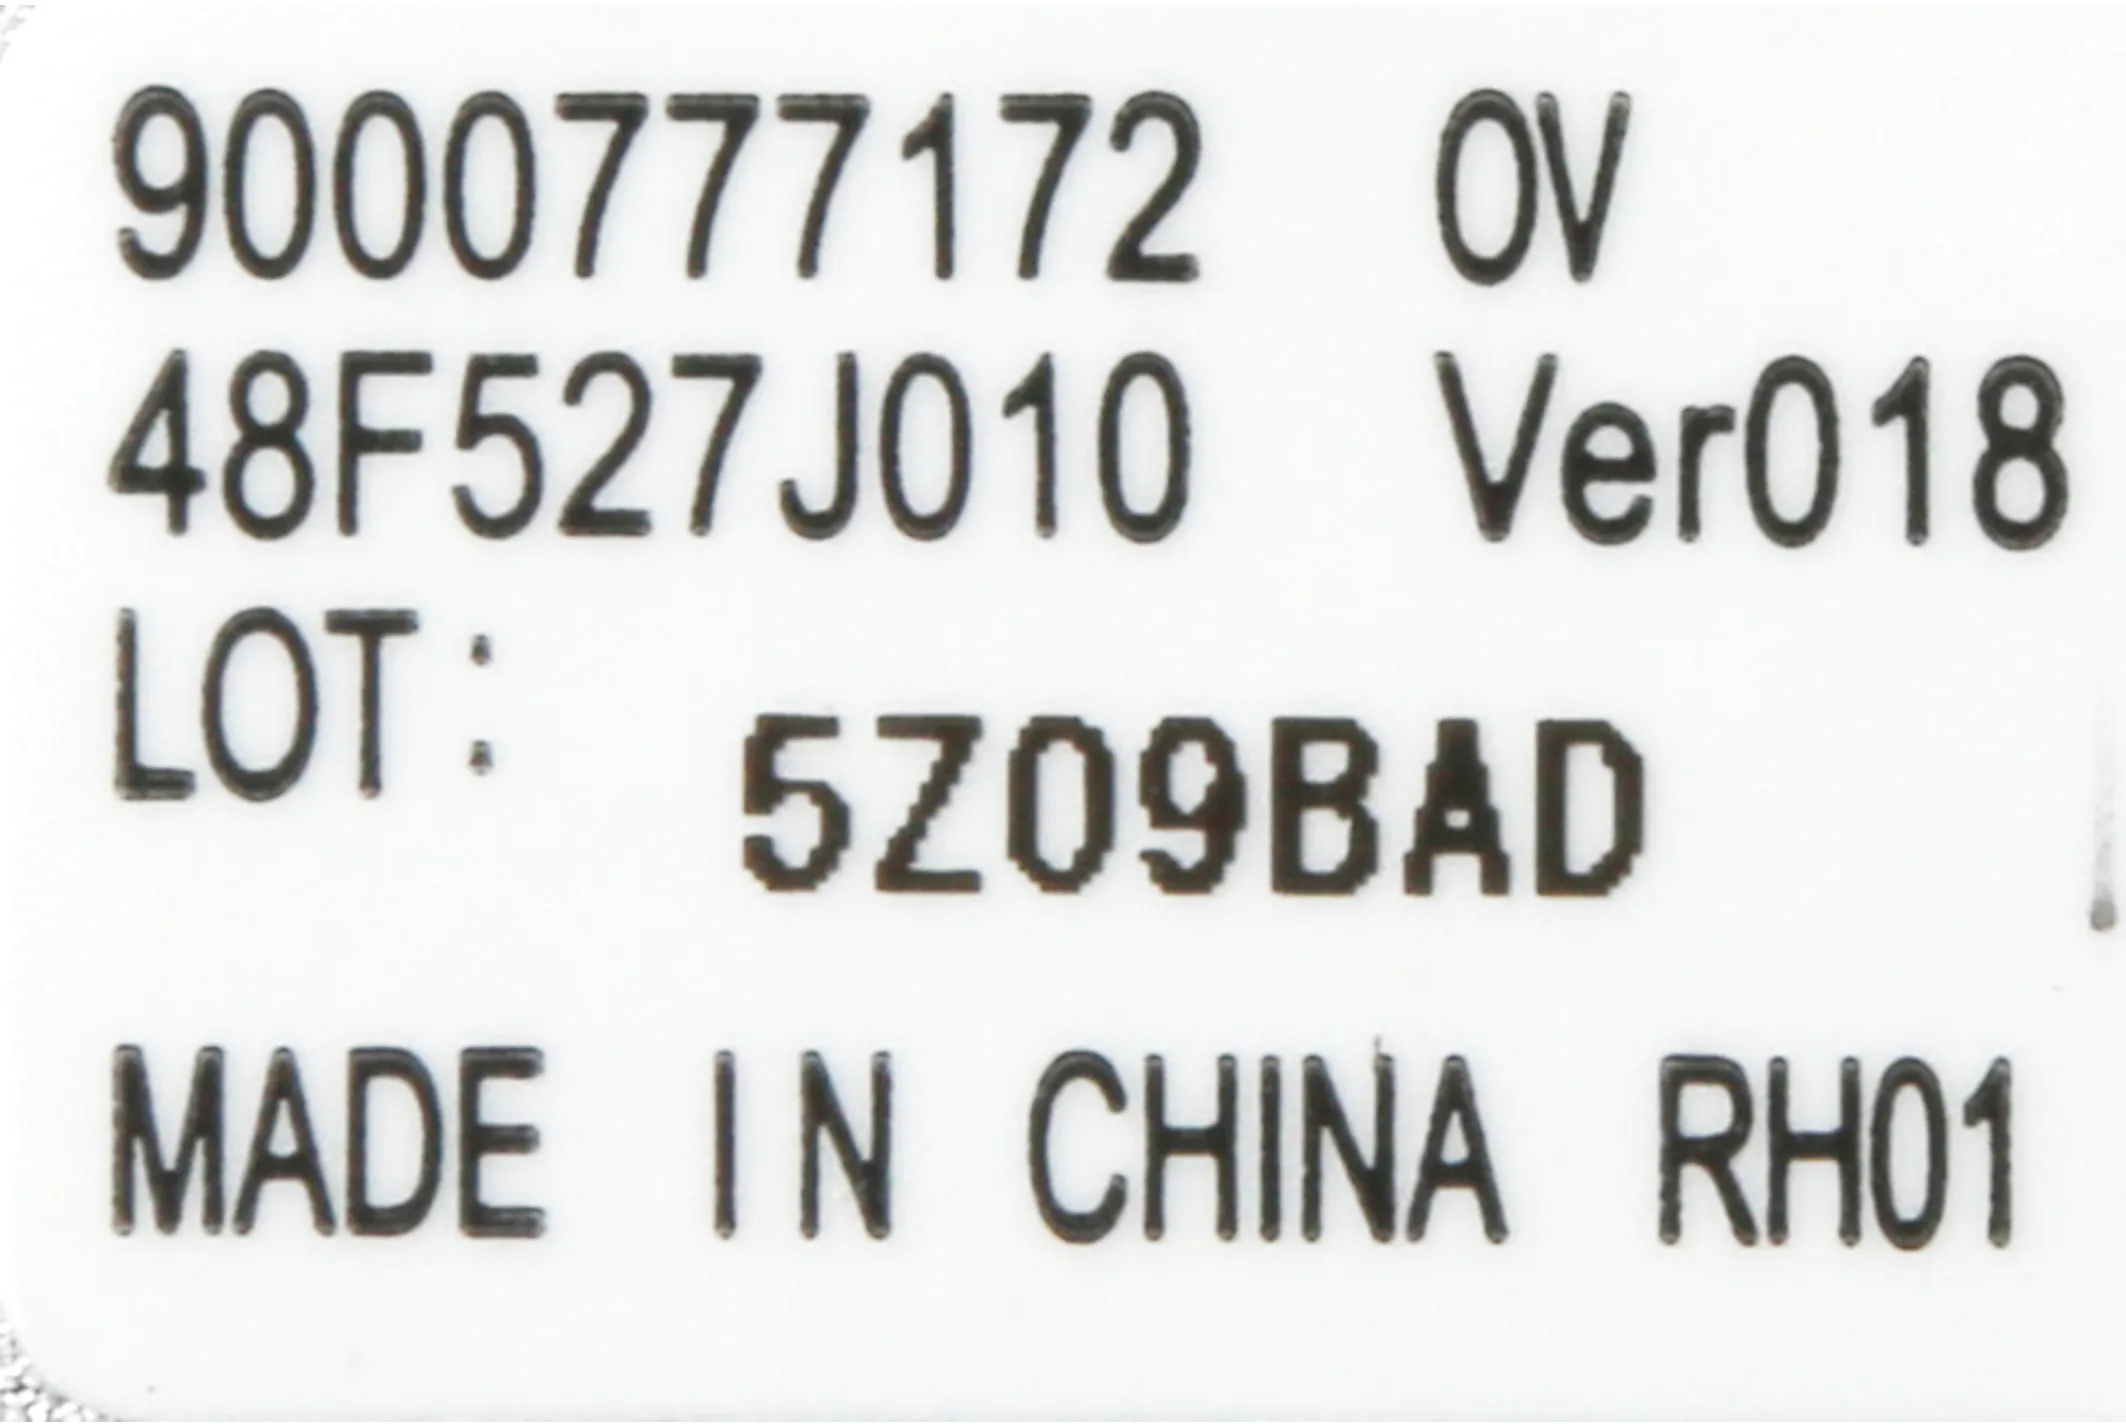 9000777172 0V
48F527J010 Ver018
LOT:
5Z09BAD
MADE IN CHINA RH01